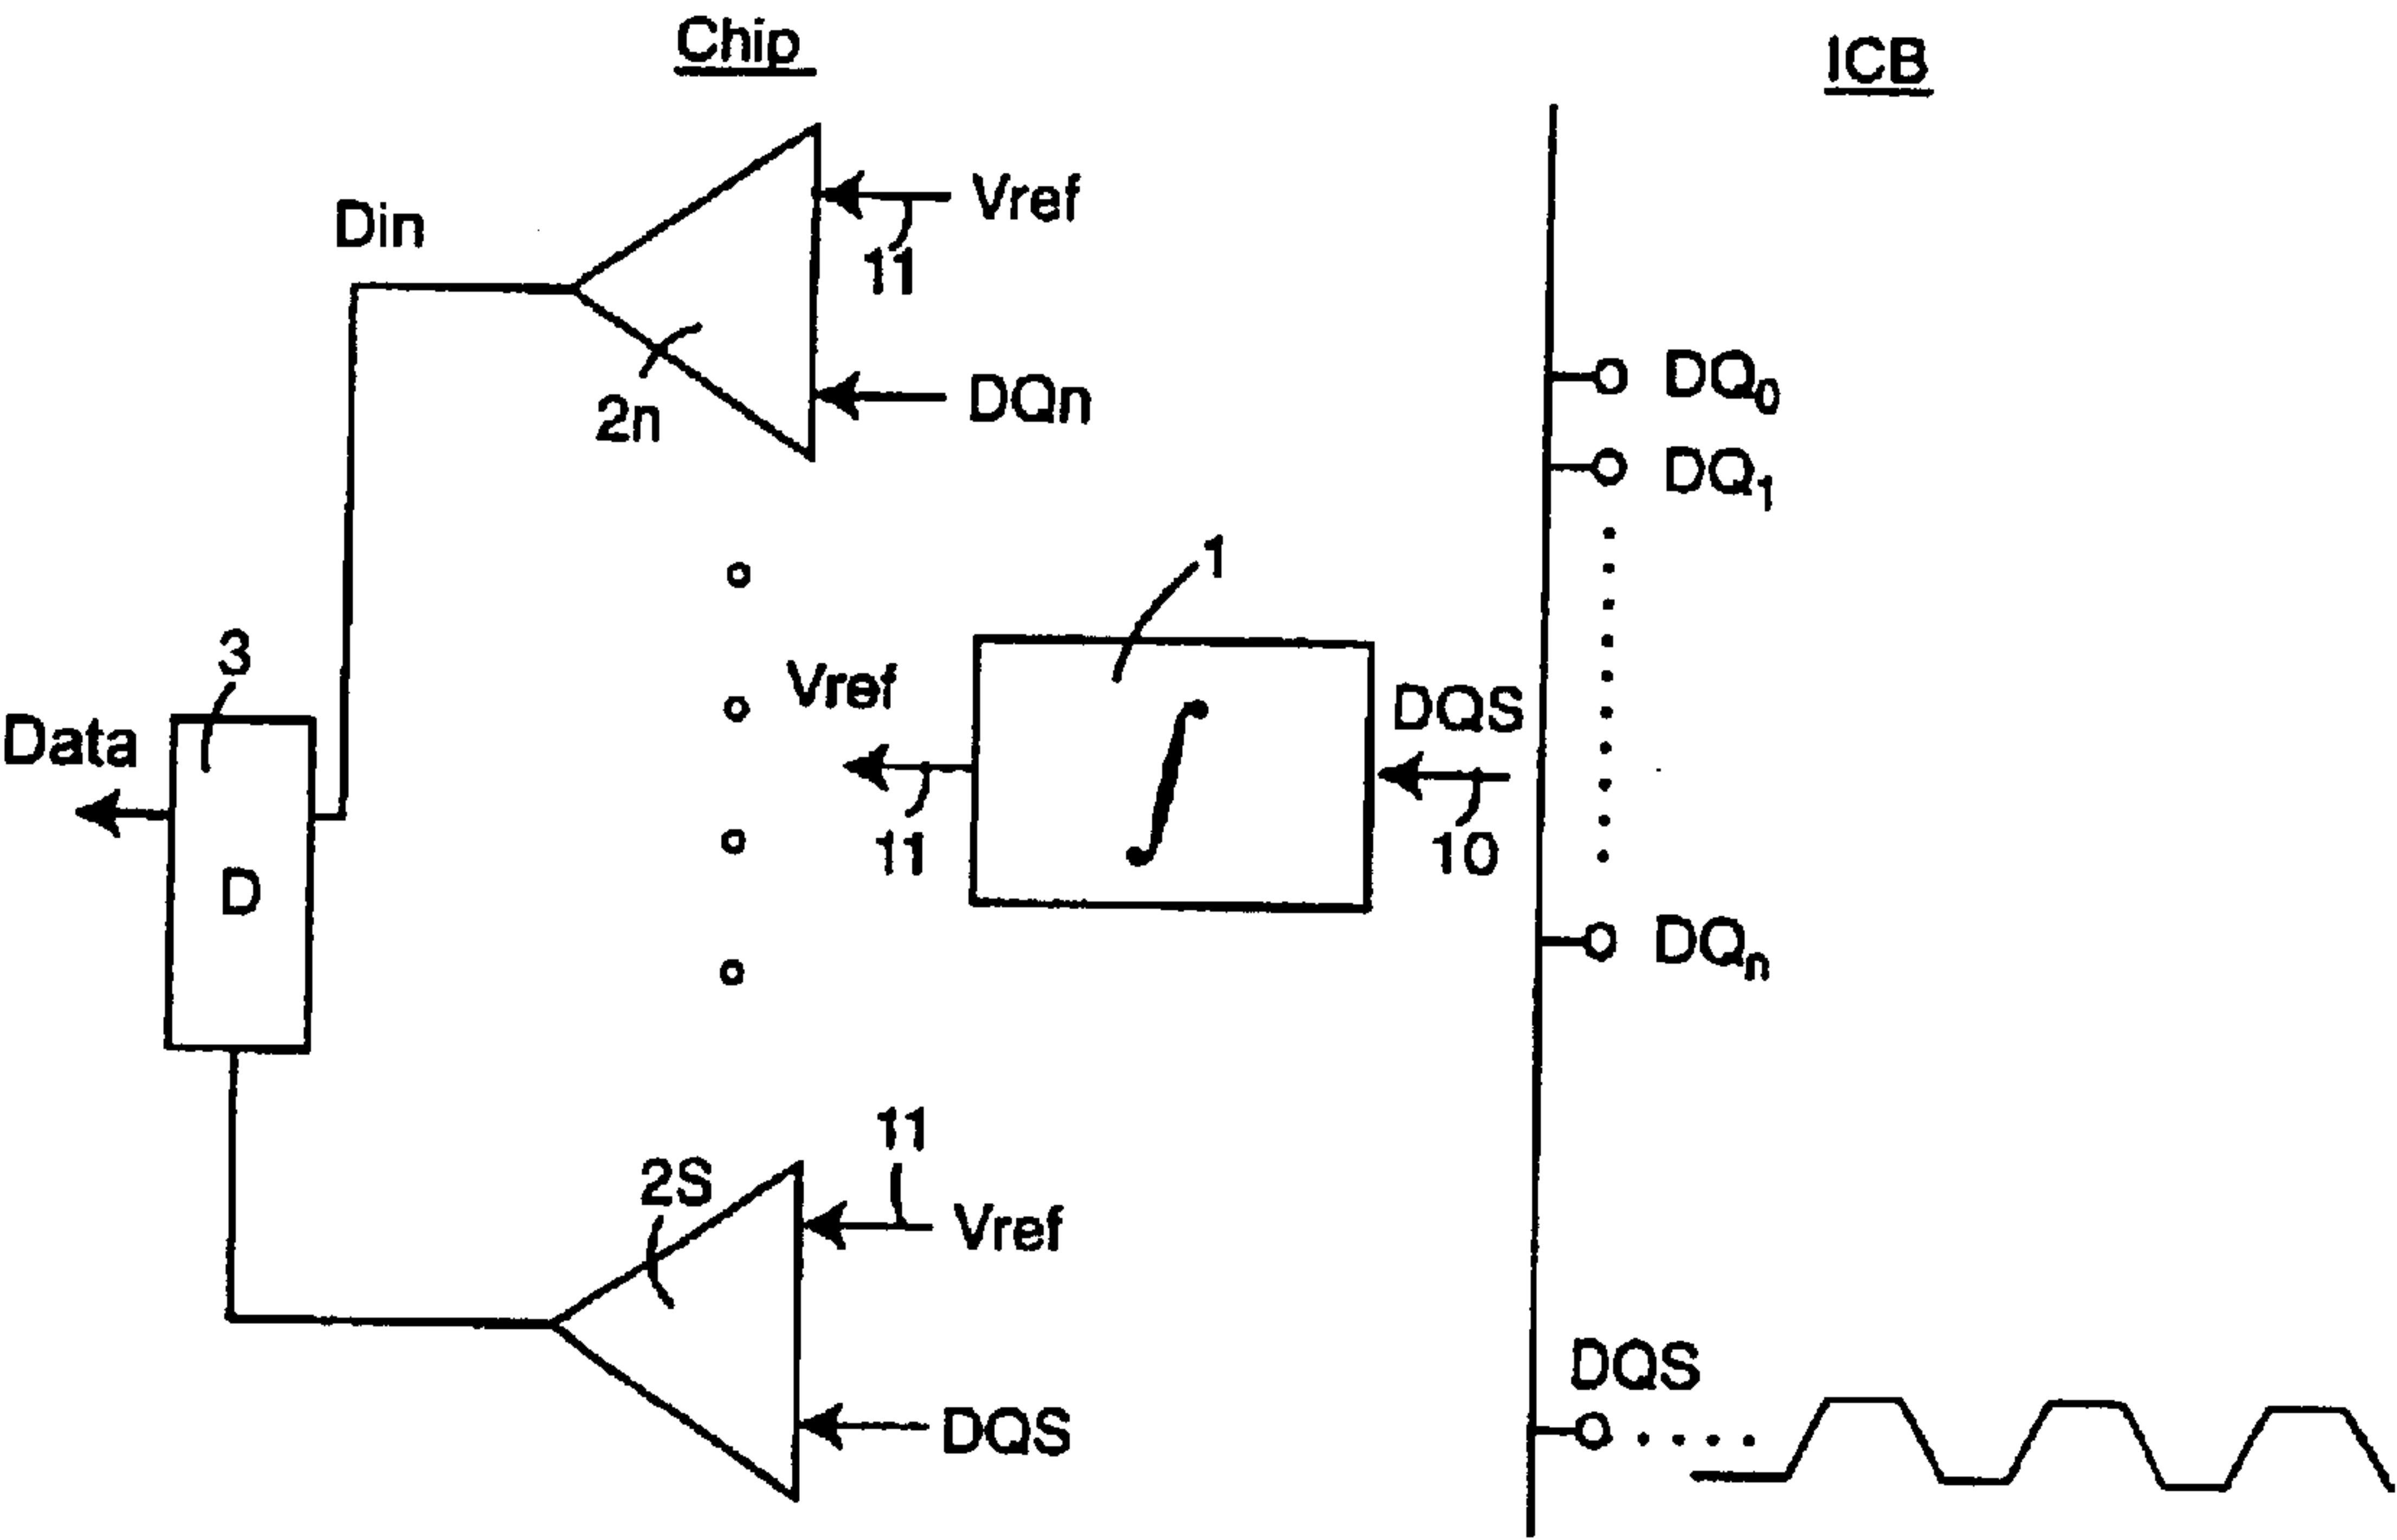 Chip
ICB
Vref
11
Din
DQn
2n
DQ0
DQ1
1
3
Vref
11
∫
DQS
10
Data
D
DQn
11
2S
Vref
DQS
DQS